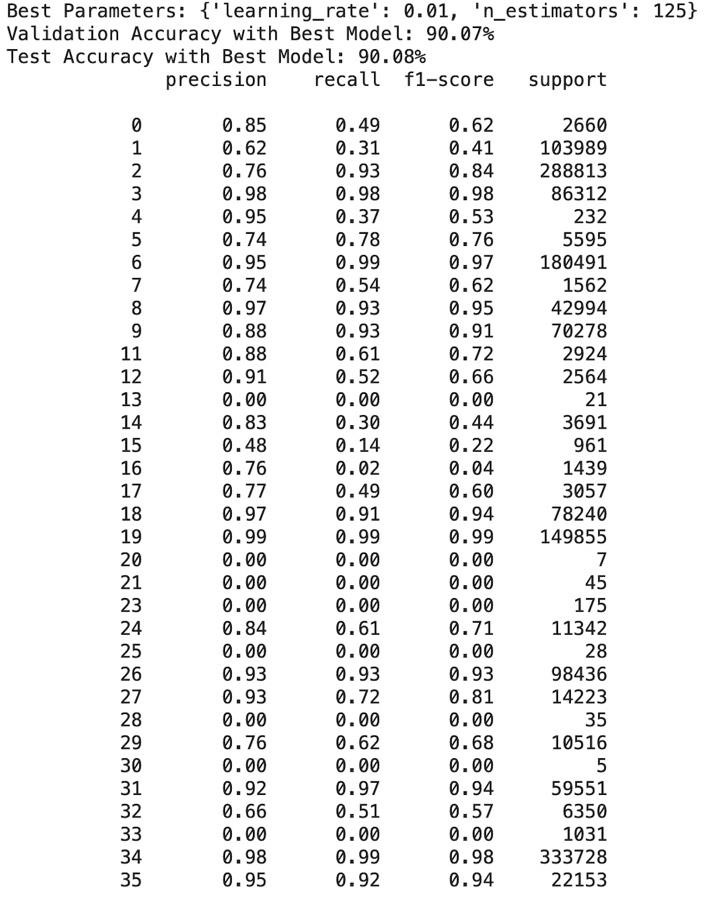 Best Parameters: {'learning_rate': 0.01, 'n_estimators': 125}
Validation Accuracy with Best Model: 90.07%
Test Accuracy with Best Model: 90.08%
precision recall f1-score support
0 0.85 0.49 0.62 2660
1 0.62 0.31 0.41 103989
2 0.76 0.93 0.84 288813
3 0.98 0.98 0.98 86312
4 0.95 0.37 0.53 232
5 0.74 0.78 0.76 5595
6 0.95 0.99 0.97 180491
7 0.74 0.54 0.62 1562
8 0.97 0.93 0.95 42994
9 0.88 0.93 0.91 70278
11 0.88 0.61 0.72 2924
12 0.91 0.52 0.66 2564
13 0.00 0.00 0.00 21
14 0.83 0.30 0.44 3691
15 0.48 0.14 0.22 961
16 0.76 0.02 0.04 1439
17 0.77 0.49 0.60 3057
18 0.97 0.91 0.94 78240
19 0.99 0.99 0.99 149855
20 0.00 0.00 0.00 7
21 0.00 0.00 0.00 45
23 0.00 0.00 0.00 175
24 0.84 0.61 0.71 11342
25 0.00 0.00 0.00 28
26 0.93 0.93 0.93 98436
27 0.93 0.72 0.81 14223
28 0.00 0.00 0.00 35
29 0.76 0.62 0.68 10516
30 0.00 0.00 0.00 5
31 0.92 0.97 0.94 59551
32 0.66 0.51 0.57 6350
33 0.00 0.00 0.00 1031
34 0.98 0.99 0.98 333728
35 0.95 0.92 0.94 22153